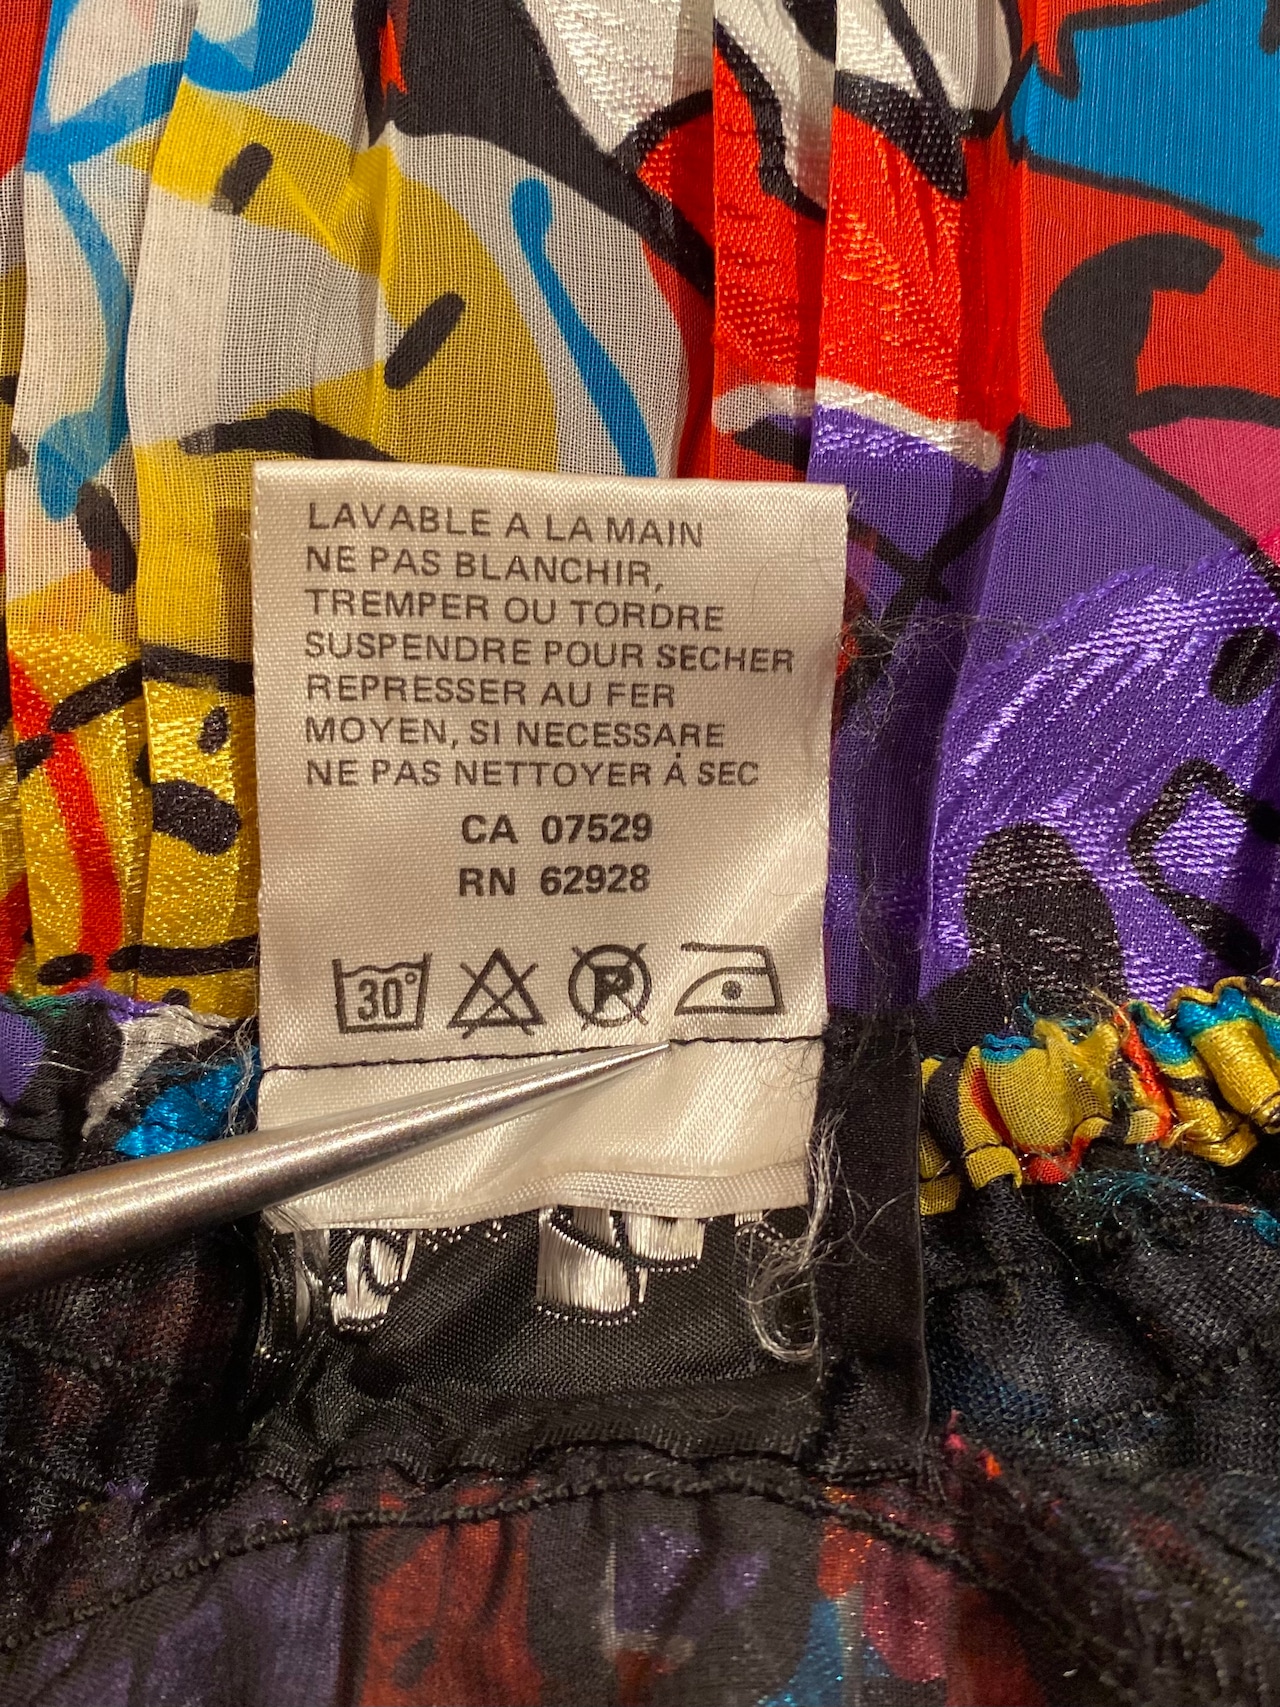 LAVABLE A LA MAIN
NE PAS BLANCHIR,
TREMPER OU TORDRE
SUSPENDRE POUR SECHER
REPRESSER AU FER
MOYEN, SI NECESSARE
NE PAS NETTOYER À SEC
CA 07529
RN 62928
30° P